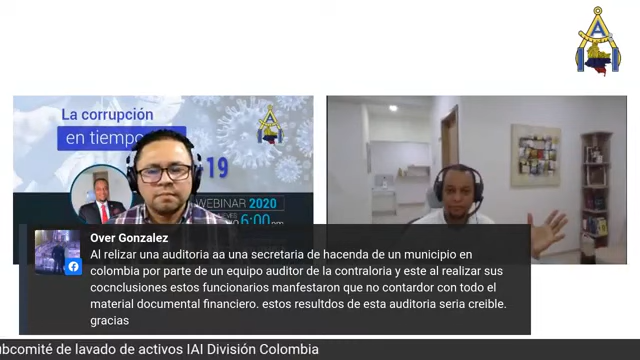 La corrupción
en tiempo
19
WEBINAR 2020
6:00
Over Gonzalez
Al relizar una auditoria aa una secretaria de hacenda de un municipio en
colombia por parte de un equipo auditor de la contraloria y este al realizar sus
cocnclusiones estos funcionarios manfestaron que no contardor con todo el
material documental financiero. estos resultdos de esta auditoria seria creible.
gracias
ubcomité de lavado de activos IAI División Colombia